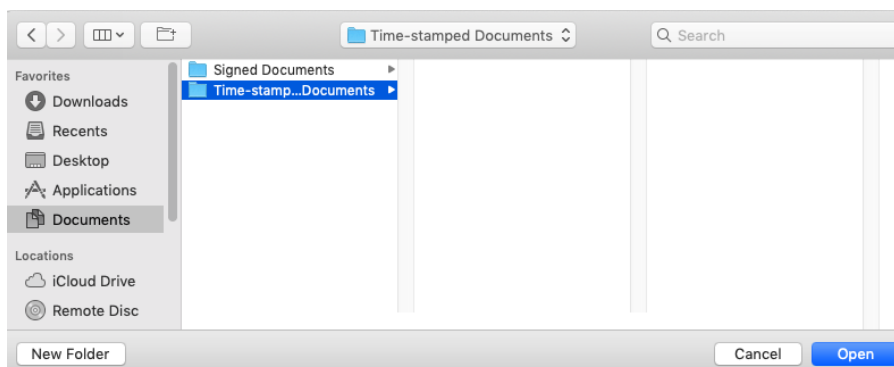 Time-stamped Documents
Search
Favorites
Downloads
Recents
Desktop
Applications
Documents
Locations
iCloud Drive
Remote Disc
Signed Documents
Time-stamp...Documents
New Folder
Cancel
Open